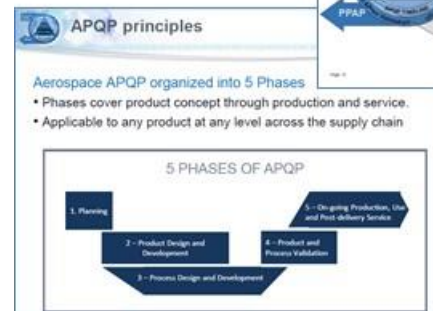 APQP principles
PPAP
Aerospace APQP organized into 5 Phases
• Phases cover product concept through production and service.
• Applicable to any product at any level across the supply chain
5 PHASES OF APQP
1. Planning
5 – On-going Production, Use
and Post-delivery Service
2 – Product Design and
Development
4 – Product and
Process Validation
3 – Process Design and Development